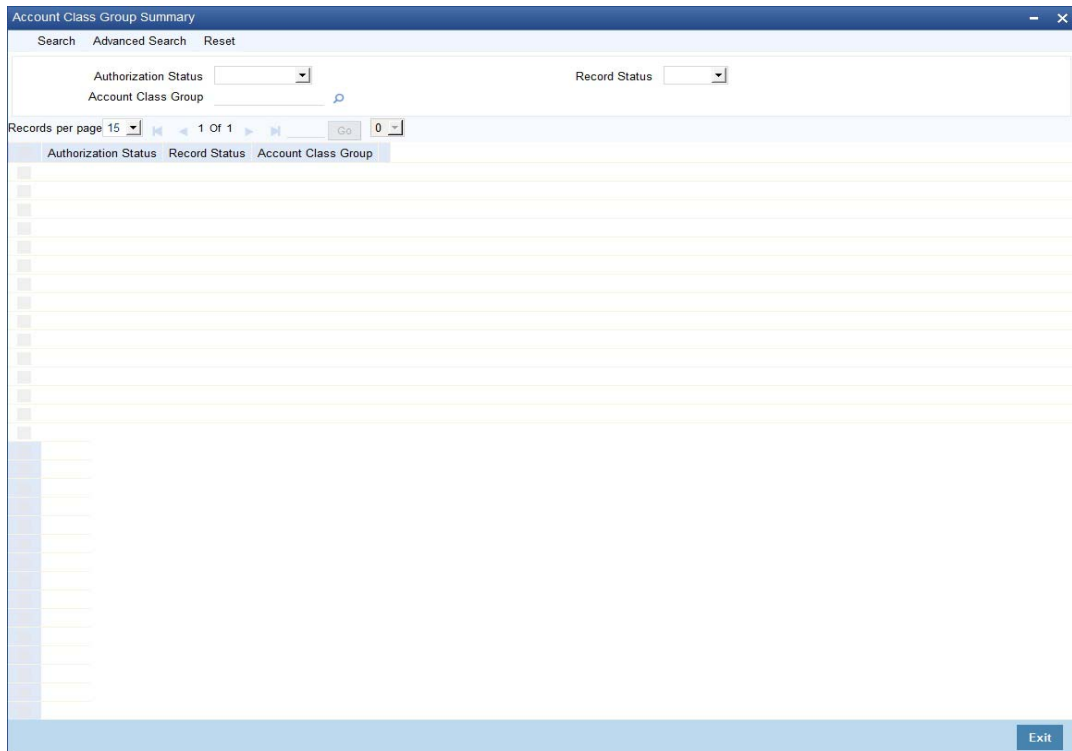 Account Class Group Summary
Search Advanced Search Reset
Authorization Status Record Status
Account Class Group
Records per page 15 1 Of 1 Go 0
Authorization Status Record Status Account Class Group
Exit